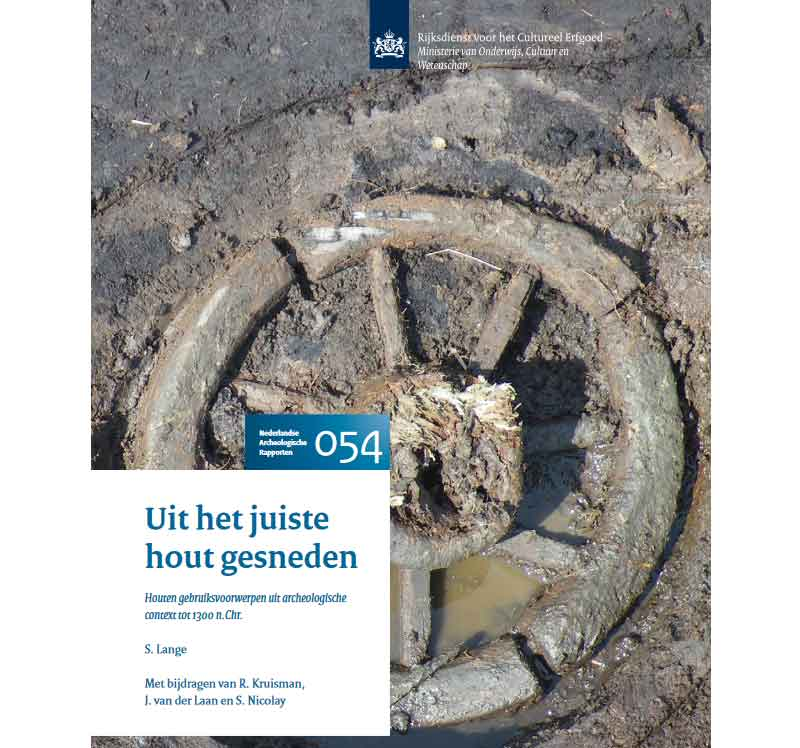 Rijksdienst voor het Cultureel Erfgoed
Ministerie van Onderwijs, Cultuur en
Wetenschap
Nederlandse
Archeologische
Rapporten
054
Uit het juiste
hout gesneden
Houten gebruiksvoorwerpen uit archeologische
context tot 1300 n.Chr.
S. Lange
Met bijdragen van R. Kruisman,
J. van der Laan en S. Nicolay